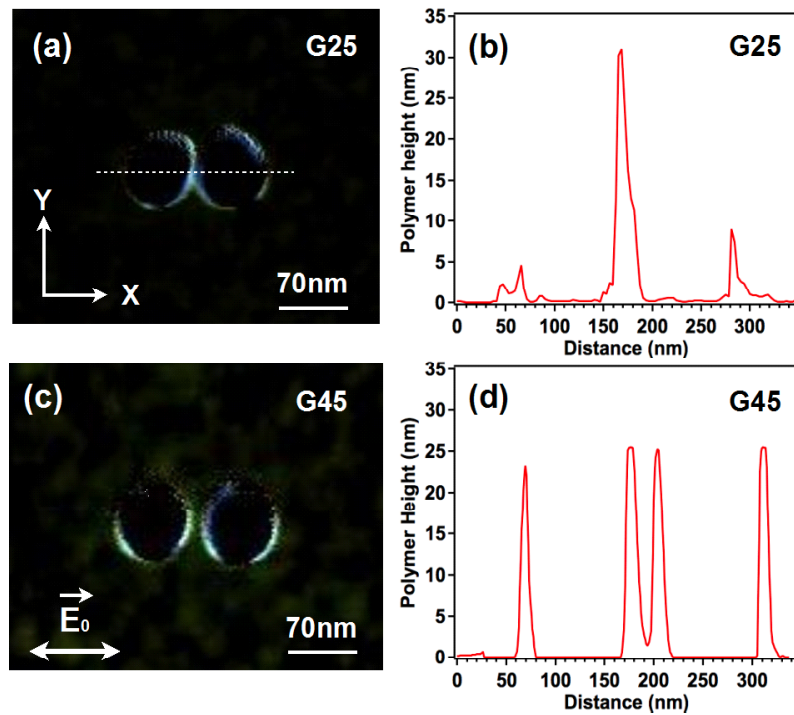 (a)
G25
Y
X
70nm
(b)
G25
Polymer height (nm)
35
30
25
20
15
10
5
0
0 50 100 150 200 250 300
Distance (nm)
(c)
G45
E₀
70nm
(d)
G45
Polymer Height (nm)
35
30
25
20
15
10
5
0
0 50 100 150 200 250 300
Distance (nm)